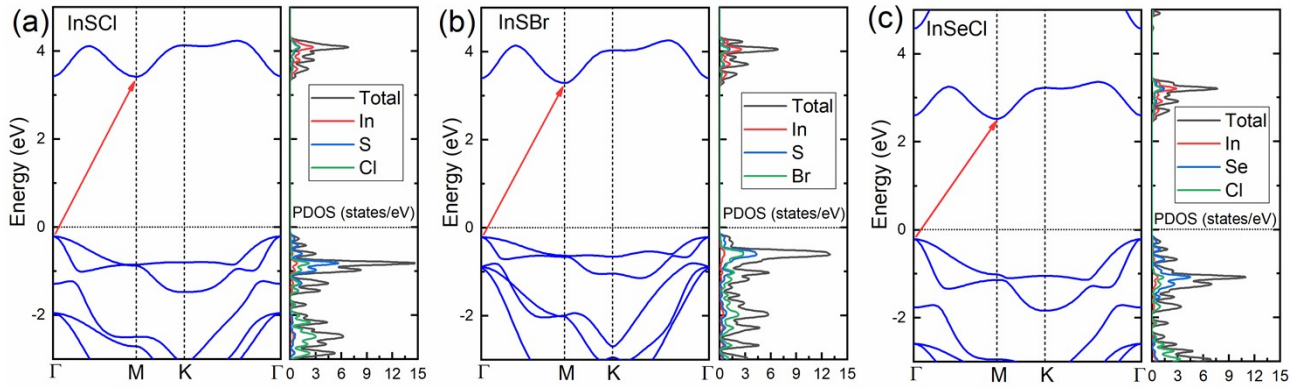 (a)
InSCl
Energy (eV)
4
2
0
-2
Γ
M
K
Γ
Total
In
S
Cl
PDOS (states/eV)
0 3 6 9 12 15
(b)
InSBr
Energy (eV)
4
2
0
-2
Γ
M
K
Γ
Total
In
S
Br
PDOS (states/eV)
0 3 6 9 12 15
(c)
InSeCl
Energy (eV)
4
2
0
-2
Γ
M
K
Γ
Total
In
Se
Cl
PDOS (states/eV)
0 3 6 9 12 15